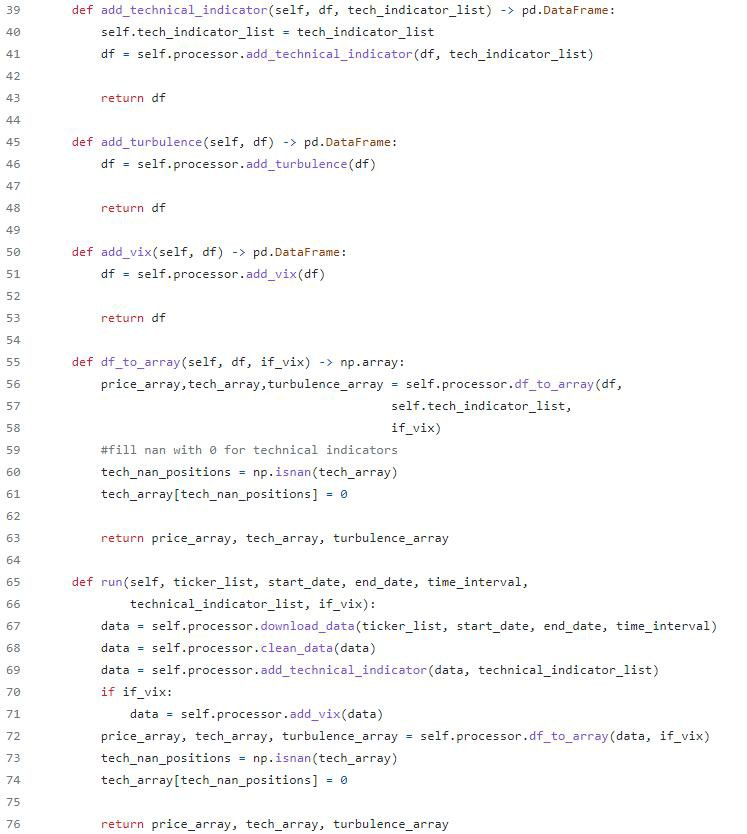 39 def add_technical_indicator(self, df, tech_indicator_list) -> pd.DataFrame:
40 self.tech_indicator_list = tech_indicator_list
41 df = self.processor.add_technical_indicator(df, tech_indicator_list)
42
43 return df
44
45 def add_turbulence(self, df) -> pd.DataFrame:
46 df = self.processor.add_turbulence(df)
47
48 return df
49
50 def add_vix(self, df) -> pd.DataFrame:
51 df = self.processor.add_vix(df)
52
53 return df
54
55 def df_to_array(self, df, if_vix) -> np.array:
56 price_array,tech_array,turbulence_array = self.processor.df_to_array(df,
57 self.tech_indicator_list,
58 if_vix)
59 #fill nan with 0 for technical indicators
60 tech_nan_positions = np.isnan(tech_array)
61 tech_array[tech_nan_positions] = 0
62
63 return price_array, tech_array, turbulence_array
64
65 def run(self, ticker_list, start_date, end_date, time_interval,
66 technical_indicator_list, if_vix):
67 data = self.processor.download_data(ticker_list, start_date, end_date, time_interval)
68 data = self.processor.clean_data(data)
69 data = self.processor.add_technical_indicator(data, technical_indicator_list)
70 if if_vix:
71 data = self.processor.add_vix(data)
72 price_array, tech_array, turbulence_array = self.processor.df_to_array(data, if_vix)
73 tech_nan_positions = np.isnan(tech_array)
74 tech_array[tech_nan_positions] = 0
75
76 return price_array, tech_array, turbulence_array